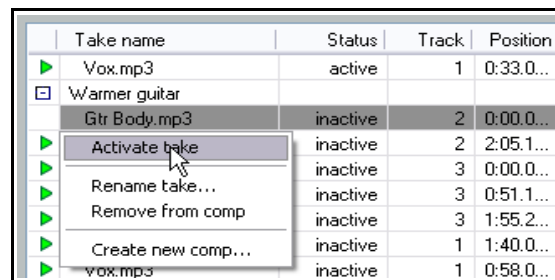 Take name Status Track Position
Vox.mp3 active 1 0:33.0...
Warmer guitar
Gtr Body.mp3 inactive 2 0:00.0...
Activate take inactive 2 2:05.1...
inactive 3 0:00.0...
Rename take... inactive 3 0:51.1...
Remove from comp inactive 3 1:55.2...
Create new comp... inactive 1 1:40.0...
Vox.mp3 inactive 1 0:58.0...